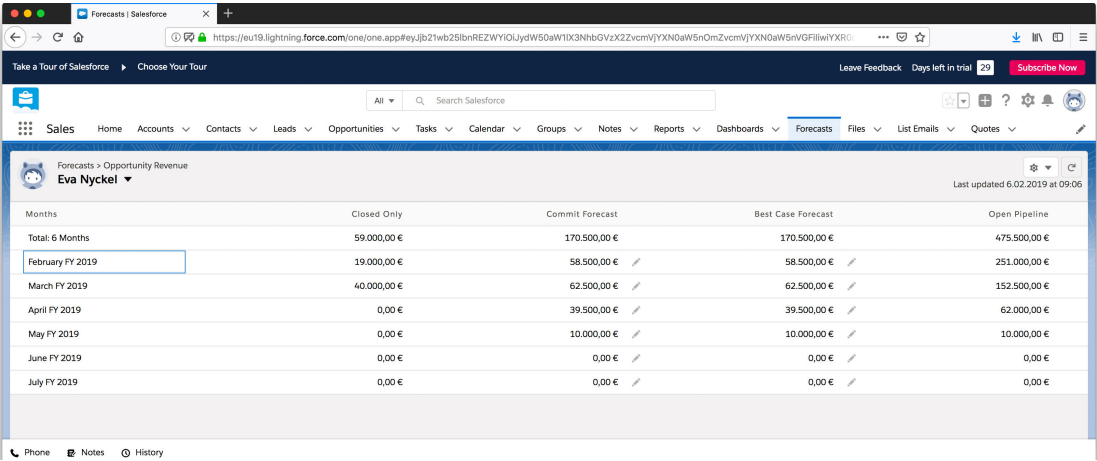 Forecasts | Salesforce
https://eu19.lightning.force.com/one/one.app#eyJjb21wb25lbnREZWYiOiJydW50aW1lX3NhbGVzX2ZvcmVjYXN0aW5nOmZvcmVjYXN0aW5nVGFiIiwiYXR0
Take a Tour of Salesforce Choose Your Tour Leave Feedback Days left in trial 29 Subscribe Now
All Search Salesforce
Sales Home Accounts Contacts Leads Opportunities Tasks Calendar Groups Notes Reports Dashboards Forecasts Files List Emails Quotes
Forecasts > Opportunity Revenue
Eva Nyckel
Last updated 6.02.2019 at 09:06
Months Closed Only Commit Forecast Best Case Forecast Open Pipeline
Total: 6 Months 59.000,00 € 170.500,00 € 170.500,00 € 475.500,00 €
February FY 2019 19.000,00 € 58.500,00 € 58.500,00 € 251.000,00 €
March FY 2019 40.000,00 € 62.500,00 € 62.500,00 € 152.500,00 €
April FY 2019 0,00 € 39.500,00 € 39.500,00 € 62.000,00 €
May FY 2019 0,00 € 10.000,00 € 10.000,00 € 10.000,00 €
June FY 2019 0,00 € 0,00 € 0,00 € 0,00 €
July FY 2019 0,00 € 0,00 € 0,00 € 0,00 €
Phone Notes History